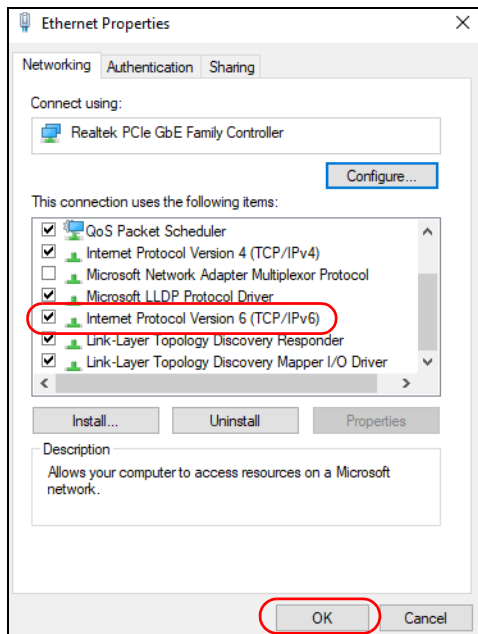 Ethernet Properties
Networking Authentication Sharing
Connect using:
Realtek PCIe GbE Family Controller
Configure...
This connection uses the following items:
QoS Packet Scheduler
Internet Protocol Version 4 (TCP/IPv4)
Microsoft Network Adapter Multiplexor Protocol
Microsoft LLDP Protocol Driver
Internet Protocol Version 6 (TCP/IPv6)
Link-Layer Topology Discovery Responder
Link-Layer Topology Discovery Mapper I/O Driver
Install... Uninstall Properties
Description
Allows your computer to access resources on a Microsoft
network.
OK Cancel